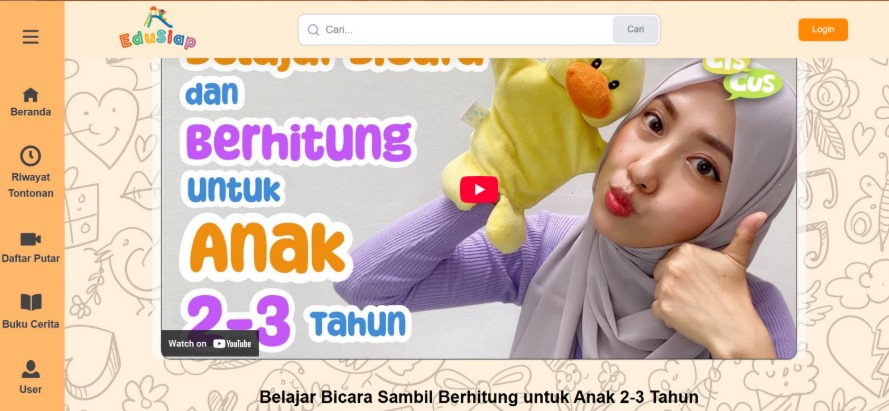 EduSiap
Cari...
Cari
Login
Beranda
Riwayat
Tontonan
Daftar Putar
Buku Cerita
User
Belajar Bicara
dan
Berhitung
untuk
Anak
2-3 Tahun
CIS
CUS
Watch on YouTube
Belajar Bicara Sambil Berhitung untuk Anak 2-3 Tahun